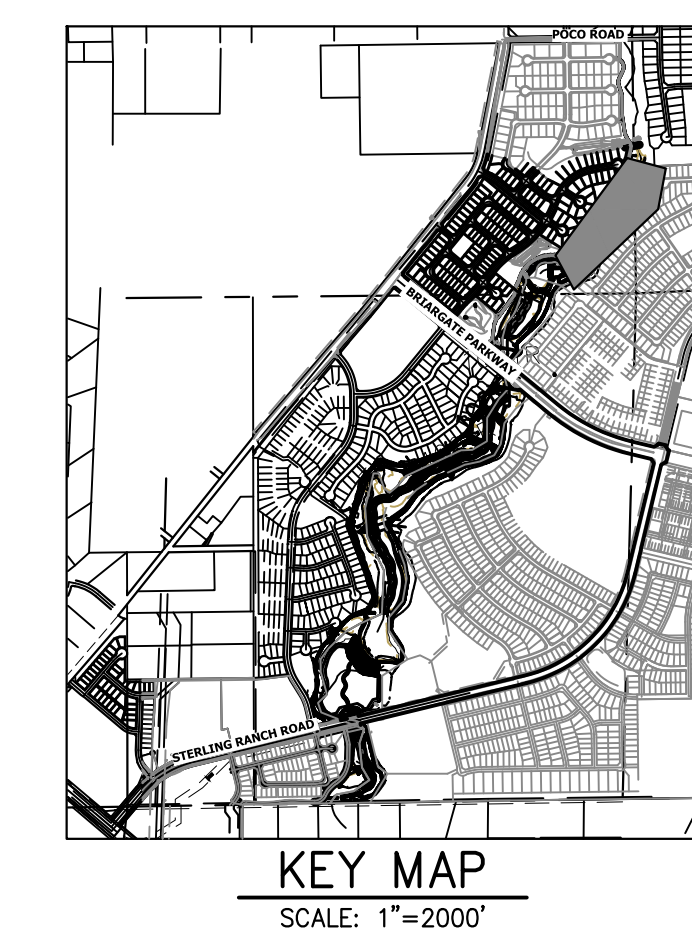 POCO ROAD
BRIARGATE PARKWAY
STERLING RANCH ROAD
KEY MAP
SCALE: 1"=2000'